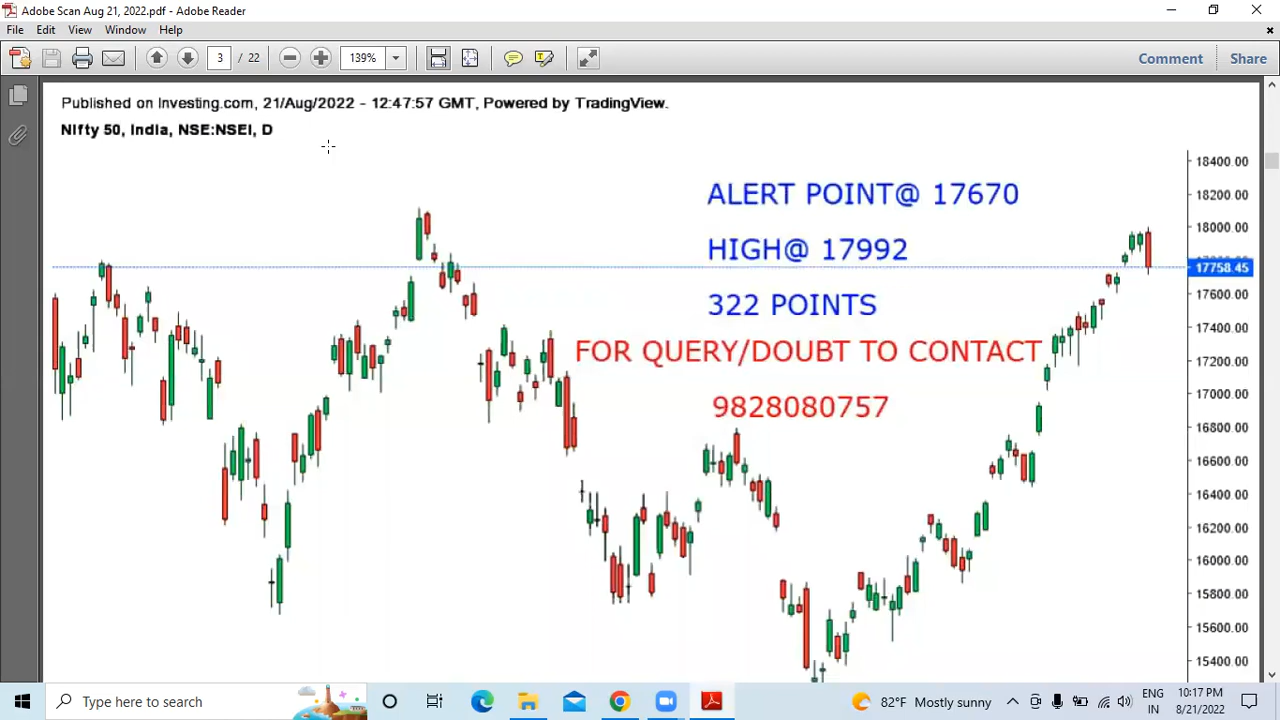 Adobe Scan Aug 21, 2022.pdf - Adobe Reader
File Edit View Window Help
3 / 22 139% Comment Share
Published on Investing.com, 21/Aug/2022 - 12:47:57 GMT, Powered by TradingView.
Nifty 50, India, NSE:NSEI, D
18400.00
ALERT POINT@ 17670
18200.00
18000.00
HIGH@ 17992
17758.45
17600.00
322 POINTS
17400.00
FOR QUERY/DOUBT TO CONTACT
17200.00
17000.00
9828080757
16800.00
16600.00
16400.00
16200.00
16000.00
15800.00
15600.00
15400.00
Type here to search
82°F Mostly sunny
ENG
IN
10:17 PM
8/21/2022